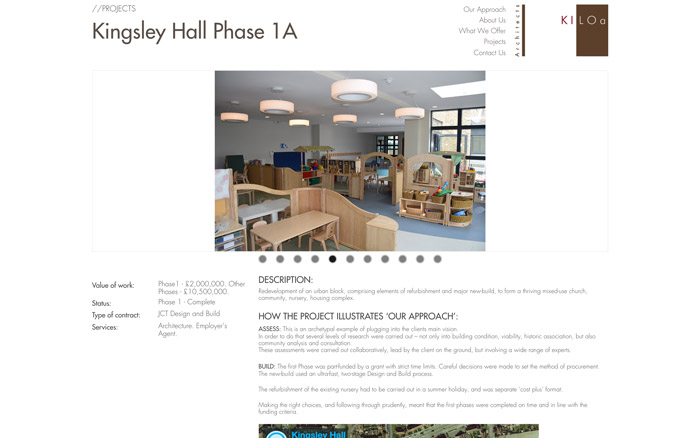 //PROJECTS
Kingsley Hall Phase 1A
Our Approach
About Us
What We Offer
Projects
Contact Us
Architects
KILOa
Value of work:
Phase1 - £2,000,000. Other
Phases - £10,500,000.
Status:
Phase 1 - Complete
Type of contract:
JCT Design and Build
Services:
Architecture. Employer's
Agent.
DESCRIPTION:
Redevelopment of an urban block, comprising elements of refurbishment and major new-build, to form a thriving mixed-use church,
community, nursery, housing complex.
HOW THE PROJECT ILLUSTRATES 'OUR APPROACH':
ASSESS: This is an archetypal example of plugging into the clients main vision.
In order to do that several levels of research were carried out – not only into building condition, viability, historic association, but also
community analysis and consultation.
These assessments were carried out collaboratively, lead by the client on the ground, but involving a wide range of experts.
BUILD: The first Phase was part-funded by a grant with strict time limits. Careful decisions were made to set the method of procurement.
The new-build used an ultra-fast, two-stage Design and Build process.
The refurbishment of the existing nursery had to be carried out in a summer holiday, and was separate 'cost plus' format.
Making the right choices, and following through prudently, meant that the first phases were completed on time and in line with the
funding criteria.
Kingsley Hall